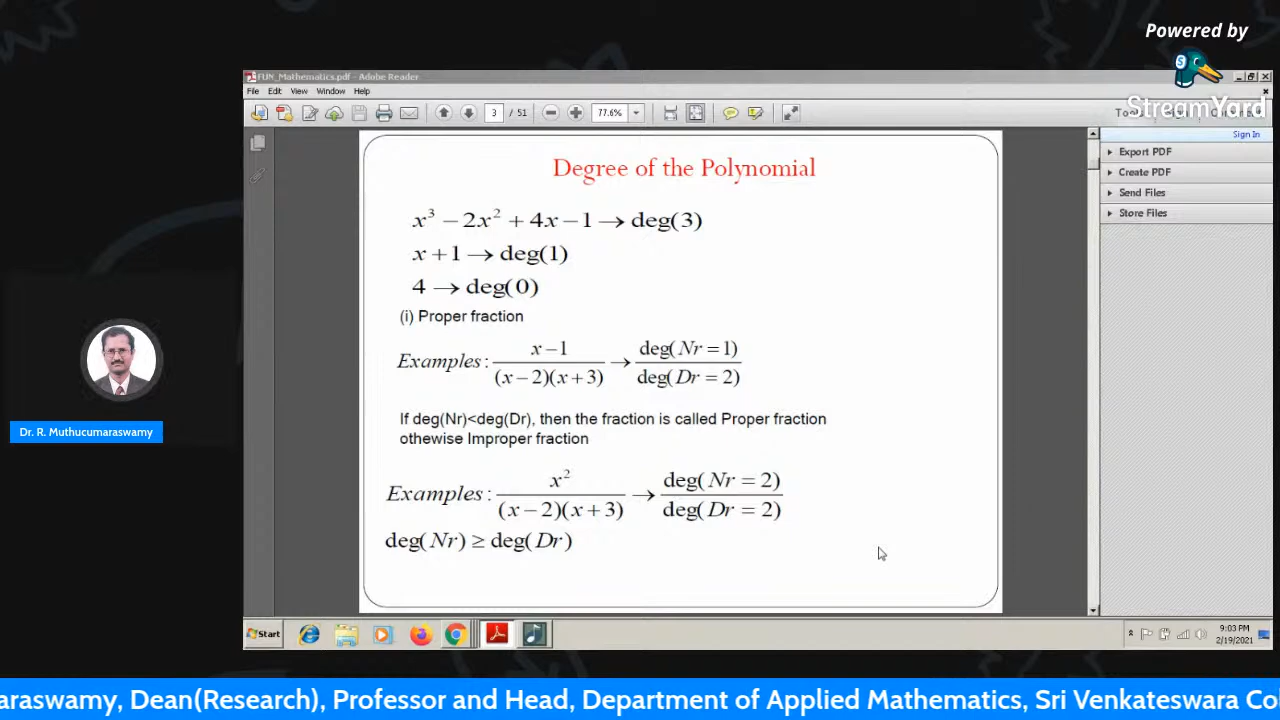 Powered by
StreamYard
FUN_Mathematics.pdf - Adobe Reader
File Edit View Window Help
3 / 51 77.6%
Sign In
Export PDF
Create PDF
Send Files
Store Files
Degree of the Polynomial
x³ − 2x² + 4x − 1 → deg(3)
x + 1 → deg(1)
4 → deg(0)
(i) Proper fraction
Examples : (x − 1) / ((x − 2)(x + 3)) → deg(Nr = 1) / deg(Dr = 2)
If deg(Nr)<deg(Dr), then the fraction is called Proper fraction
othewise Improper fraction
Examples : x² / ((x − 2)(x + 3)) → deg(Nr = 2) / deg(Dr = 2)
deg(Nr) ≥ deg(Dr)
Dr. R. Muthucumaraswamy
Start
9:03 PM
2/19/2021
araswamy, Dean(Research), Professor and Head, Department of Applied Mathematics, Sri Venkateswara Co